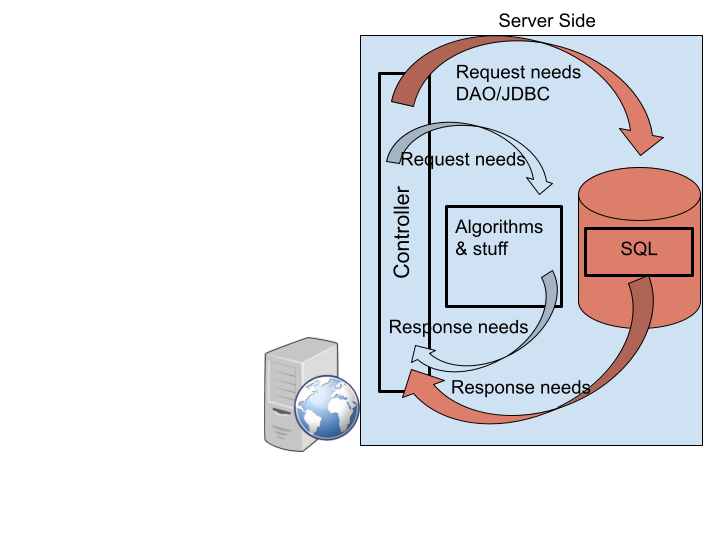 Server Side
Request needs
DAO/JDBC
Request needs
Controller
Algorithms
& stuff
SQL
Response needs
Response needs